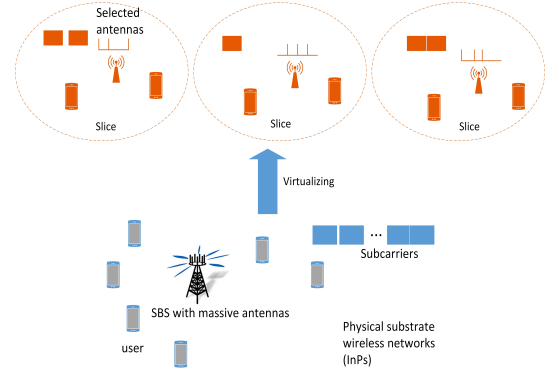 Selected
antennas
Slice
Slice
Slice
Virtualizing
...
Subcarriers
SBS with massive antennas
Physical substrate
wireless networks
(InPs)
user